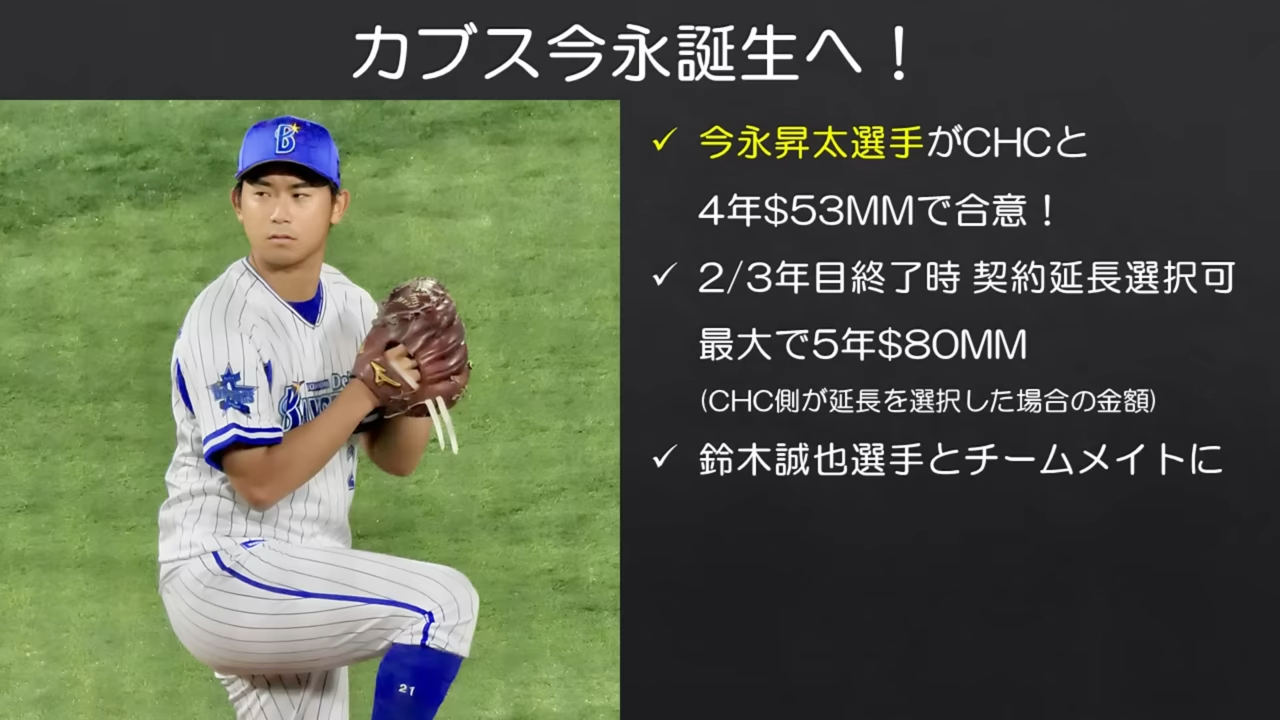 カブス今永誕生へ！
✓ 今永昇太選手がCHCと
4年$53MMで合意！
✓ 2/3年目終了時 契約延長選択可
最大で5年$80MM
(CHC側が延長を選択した場合の金額)
✓ 鈴木誠也選手とチームメイトに
B
21